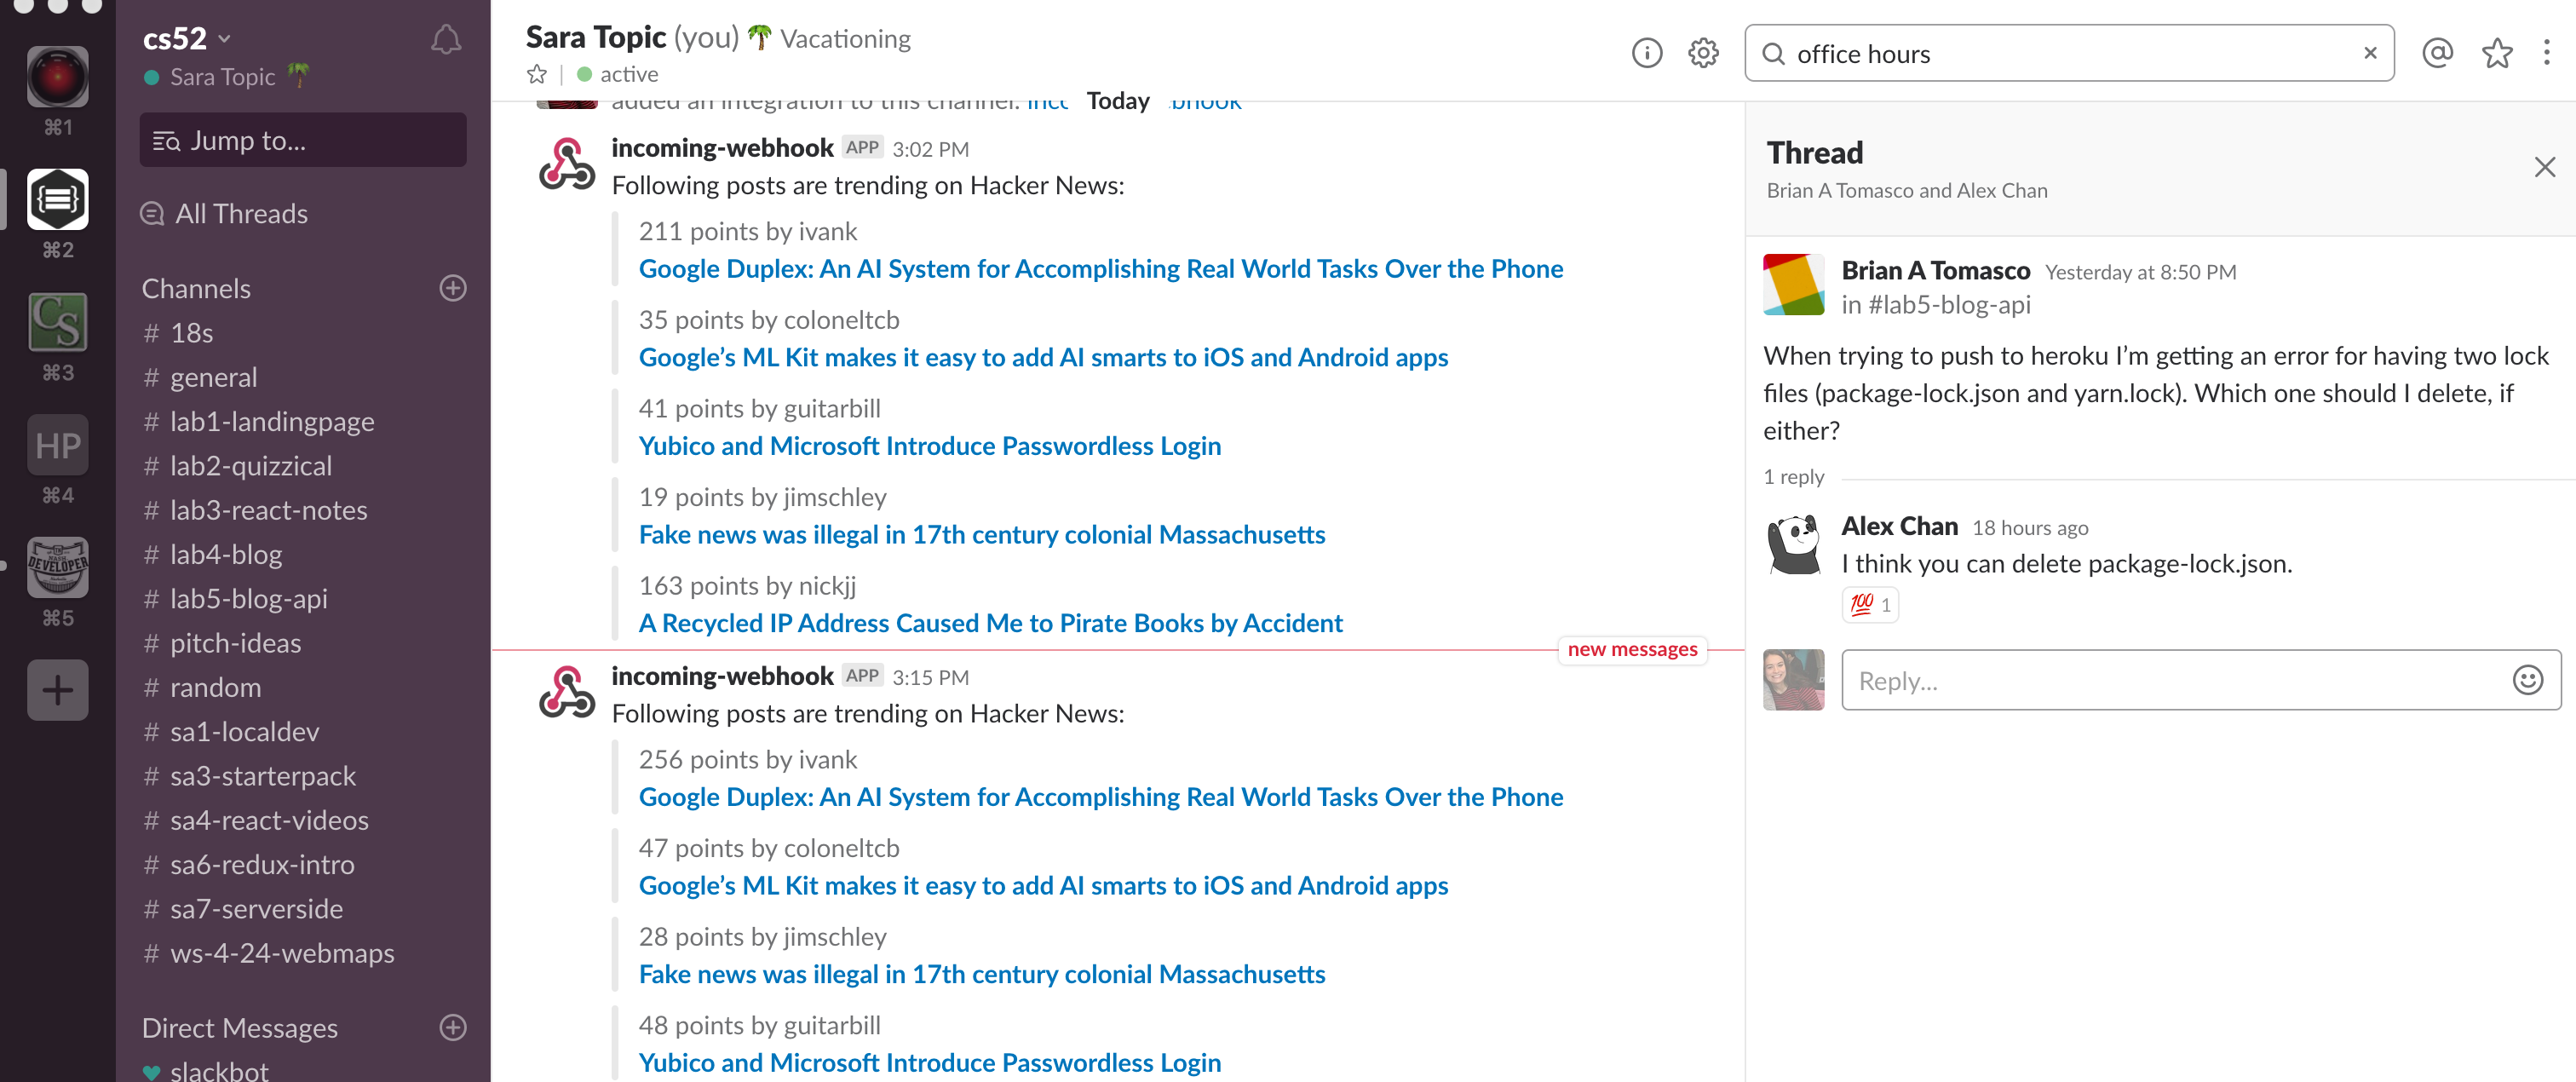 ⌘1
⌘2
CS
⌘3
HP
⌘4
DEVELOPER
⌘5
cs52
Sara Topic 🌴
Jump to...
All Threads
Channels
# 18s
# general
# lab1-landingpage
# lab2-quizzical
# lab3-react-notes
# lab4-blog
# lab5-blog-api
# pitch-ideas
# random
# sa1-localdev
# sa3-starterpack
# sa4-react-videos
# sa6-redux-intro
# sa7-serverside
# ws-4-24-webmaps
Direct Messages
slackbot
Sara Topic (you) 🌴 Vacationing
active
office hours
added an integration to this channel:
Today
incoming-webhook APP 3:02 PM
Following posts are trending on Hacker News:
211 points by ivank
Google Duplex: An AI System for Accomplishing Real World Tasks Over the Phone
35 points by coloneltcb
Google’s ML Kit makes it easy to add AI smarts to iOS and Android apps
41 points by guitarbill
Yubico and Microsoft Introduce Passwordless Login
19 points by jimschley
Fake news was illegal in 17th century colonial Massachusetts
163 points by nickjj
A Recycled IP Address Caused Me to Pirate Books by Accident
new messages
incoming-webhook APP 3:15 PM
Following posts are trending on Hacker News:
256 points by ivank
Google Duplex: An AI System for Accomplishing Real World Tasks Over the Phone
47 points by coloneltcb
Google’s ML Kit makes it easy to add AI smarts to iOS and Android apps
28 points by jimschley
Fake news was illegal in 17th century colonial Massachusetts
48 points by guitarbill
Yubico and Microsoft Introduce Passwordless Login
Thread
Brian A Tomasco and Alex Chan
Brian A Tomasco Yesterday at 8:50 PM
in #lab5-blog-api
When trying to push to heroku I’m getting an error for having two lock
files (package-lock.json and yarn.lock). Which one should I delete, if
either?
1 reply
Alex Chan 18 hours ago
I think you can delete package-lock.json.
💯 1
Reply...